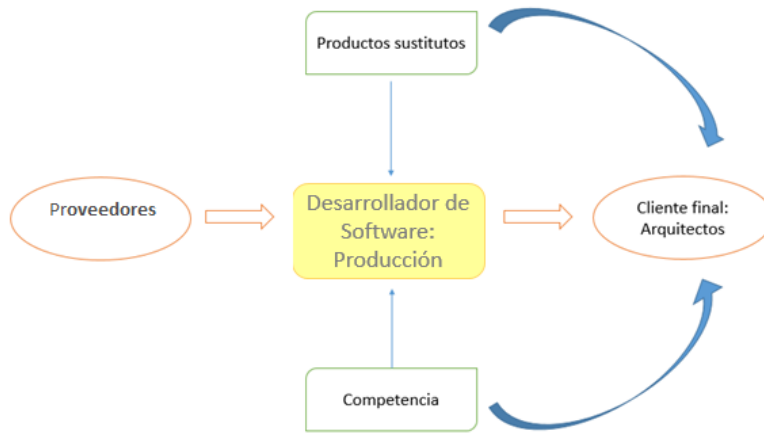 Productos sustitutos
Proveedores
Desarrollador de
Software:
Producción
Cliente final:
Arquitectos
Competencia